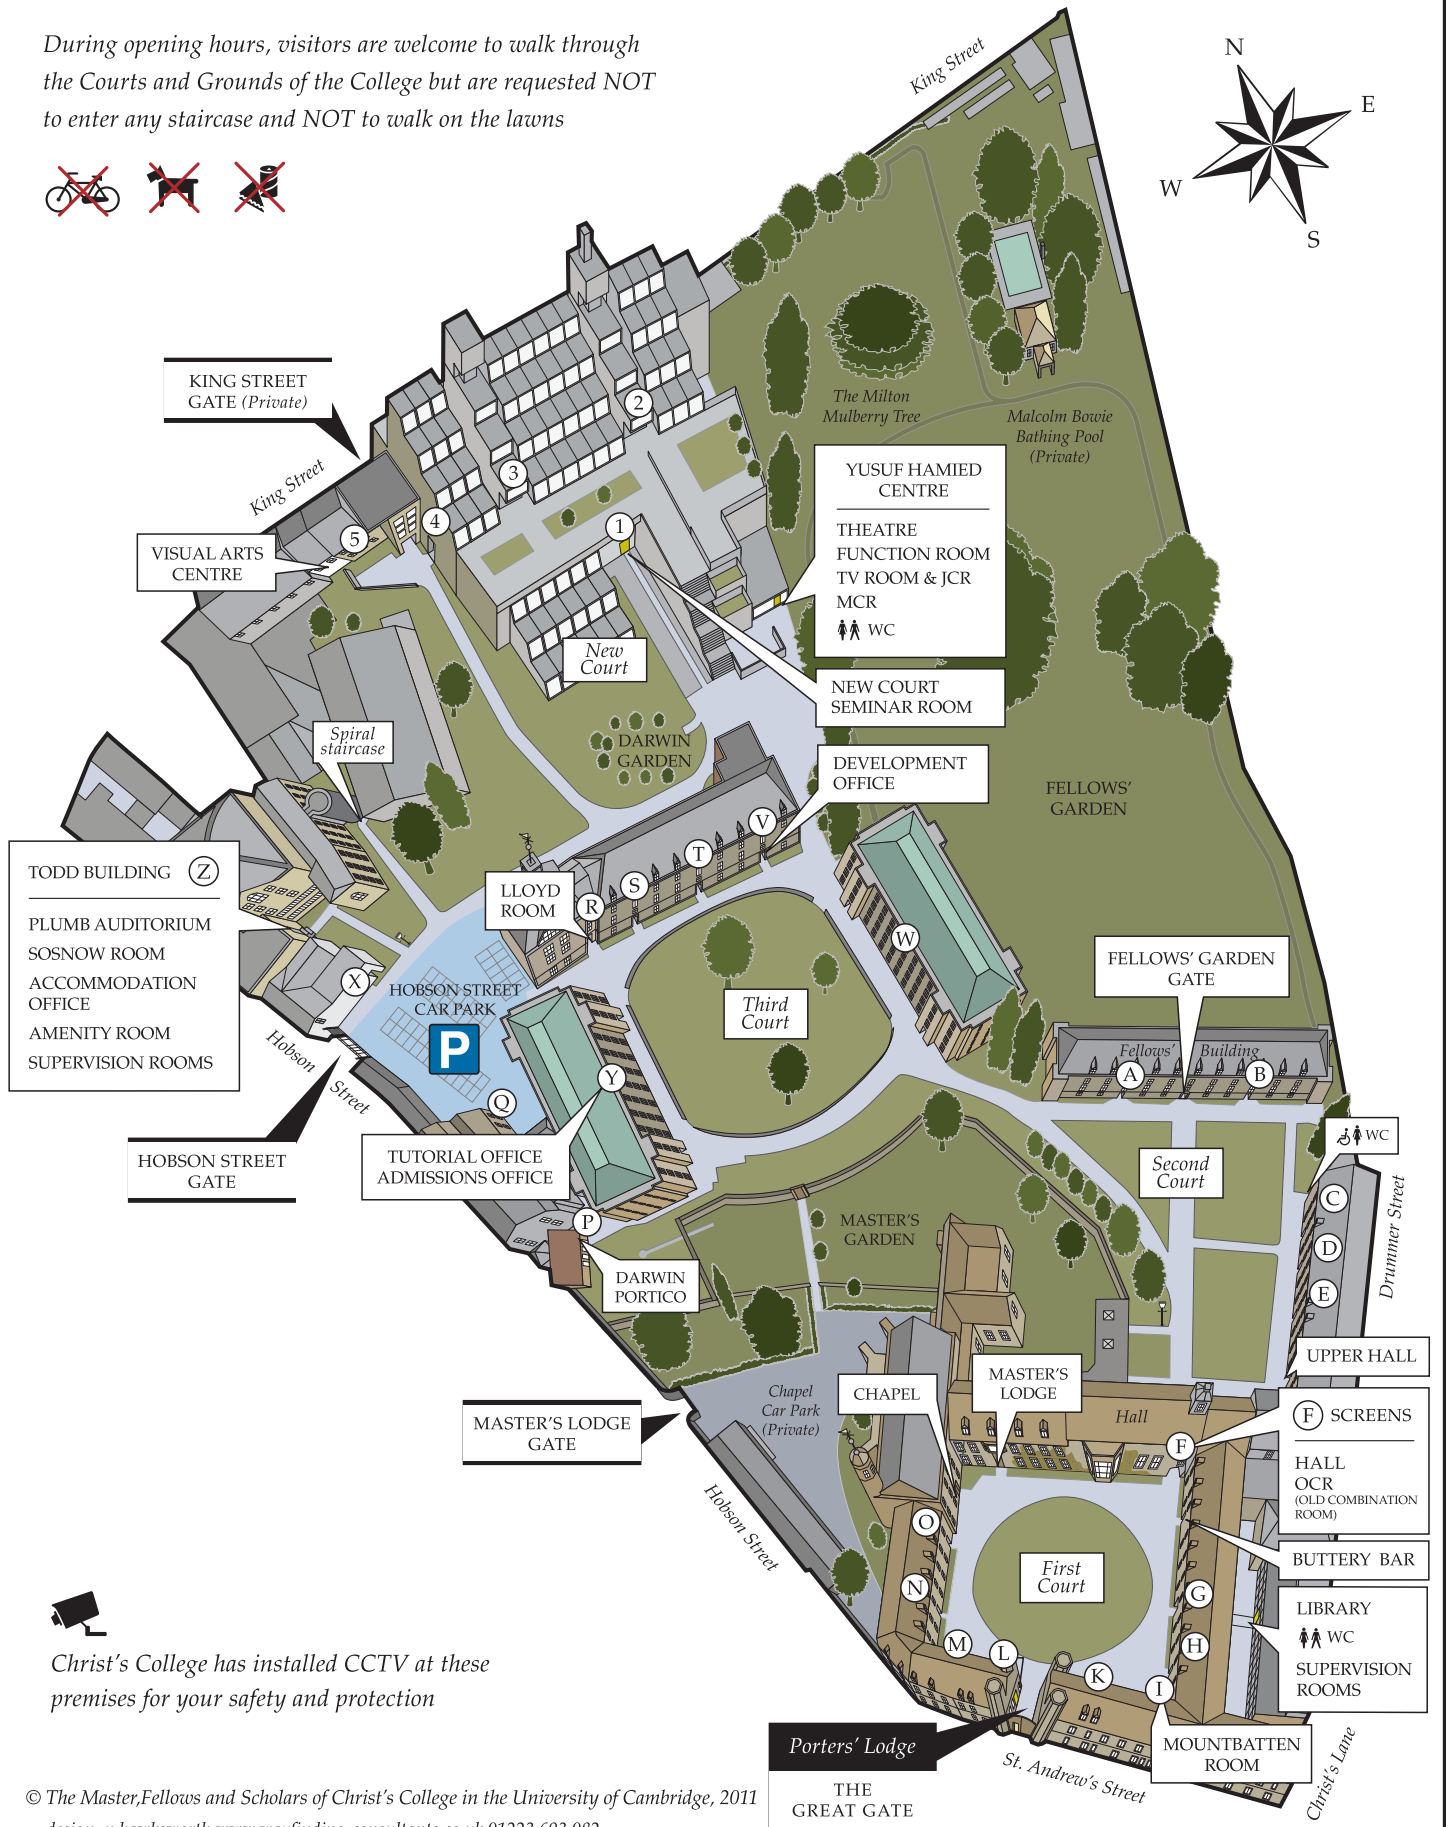 During opening hours, visitors are welcome to walk through
the Courts and Grounds of the College but are requested NOT
to enter any staircase and NOT to walk on the lawns
King Street
N
E
W
S
KING STREET
GATE (Private)
King Street
VISUAL ARTS
CENTRE
5
4
3
2
1
The Milton
Mulberry Tree
Malcolm Bowie
Bathing Pool
(Private)
YUSUF HAMIED
CENTRE
THEATRE
FUNCTION ROOM
TV ROOM & JCR
MCR
WC
New
Court
NEW COURT
SEMINAR ROOM
Spiral
staircase
DARWIN
GARDEN
DEVELOPMENT
OFFICE
FELLOWS'
GARDEN
TODD BUILDING Z
PLUMB AUDITORIUM
SOSNOW ROOM
ACCOMMODATION
OFFICE
AMENITY ROOM
SUPERVISION ROOMS
LLOYD
ROOM
R
S
T
V
W
X
HOBSON STREET
CAR PARK
P
Third
Court
FELLOWS' GARDEN
GATE
Fellows' Building
A
B
Hobson Street
HOBSON STREET
GATE
Q
Y
TUTORIAL OFFICE
ADMISSIONS OFFICE
P
DARWIN
PORTICO
MASTER'S
GARDEN
Second
Court
WC
C
D
E
Drummer Street
UPPER HALL
MASTER'S LODGE
GATE
Chapel
Car Park
(Private)
CHAPEL
MASTER'S
LODGE
Hall
F
F SCREENS
HALL
OCR
(OLD COMBINATION
ROOM)
BUTTERY BAR
LIBRARY
WC
SUPERVISION
ROOMS
Hobson Street
O
N
M
L
K
I
H
G
First
Court
Christ's College has installed CCTV at these
premises for your safety and protection
Porters' Lodge
THE
GREAT GATE
St. Andrew's Street
MOUNTBATTEN
ROOM
Christ's Lane
© The Master,Fellows and Scholars of Christ's College in the University of Cambridge, 2011